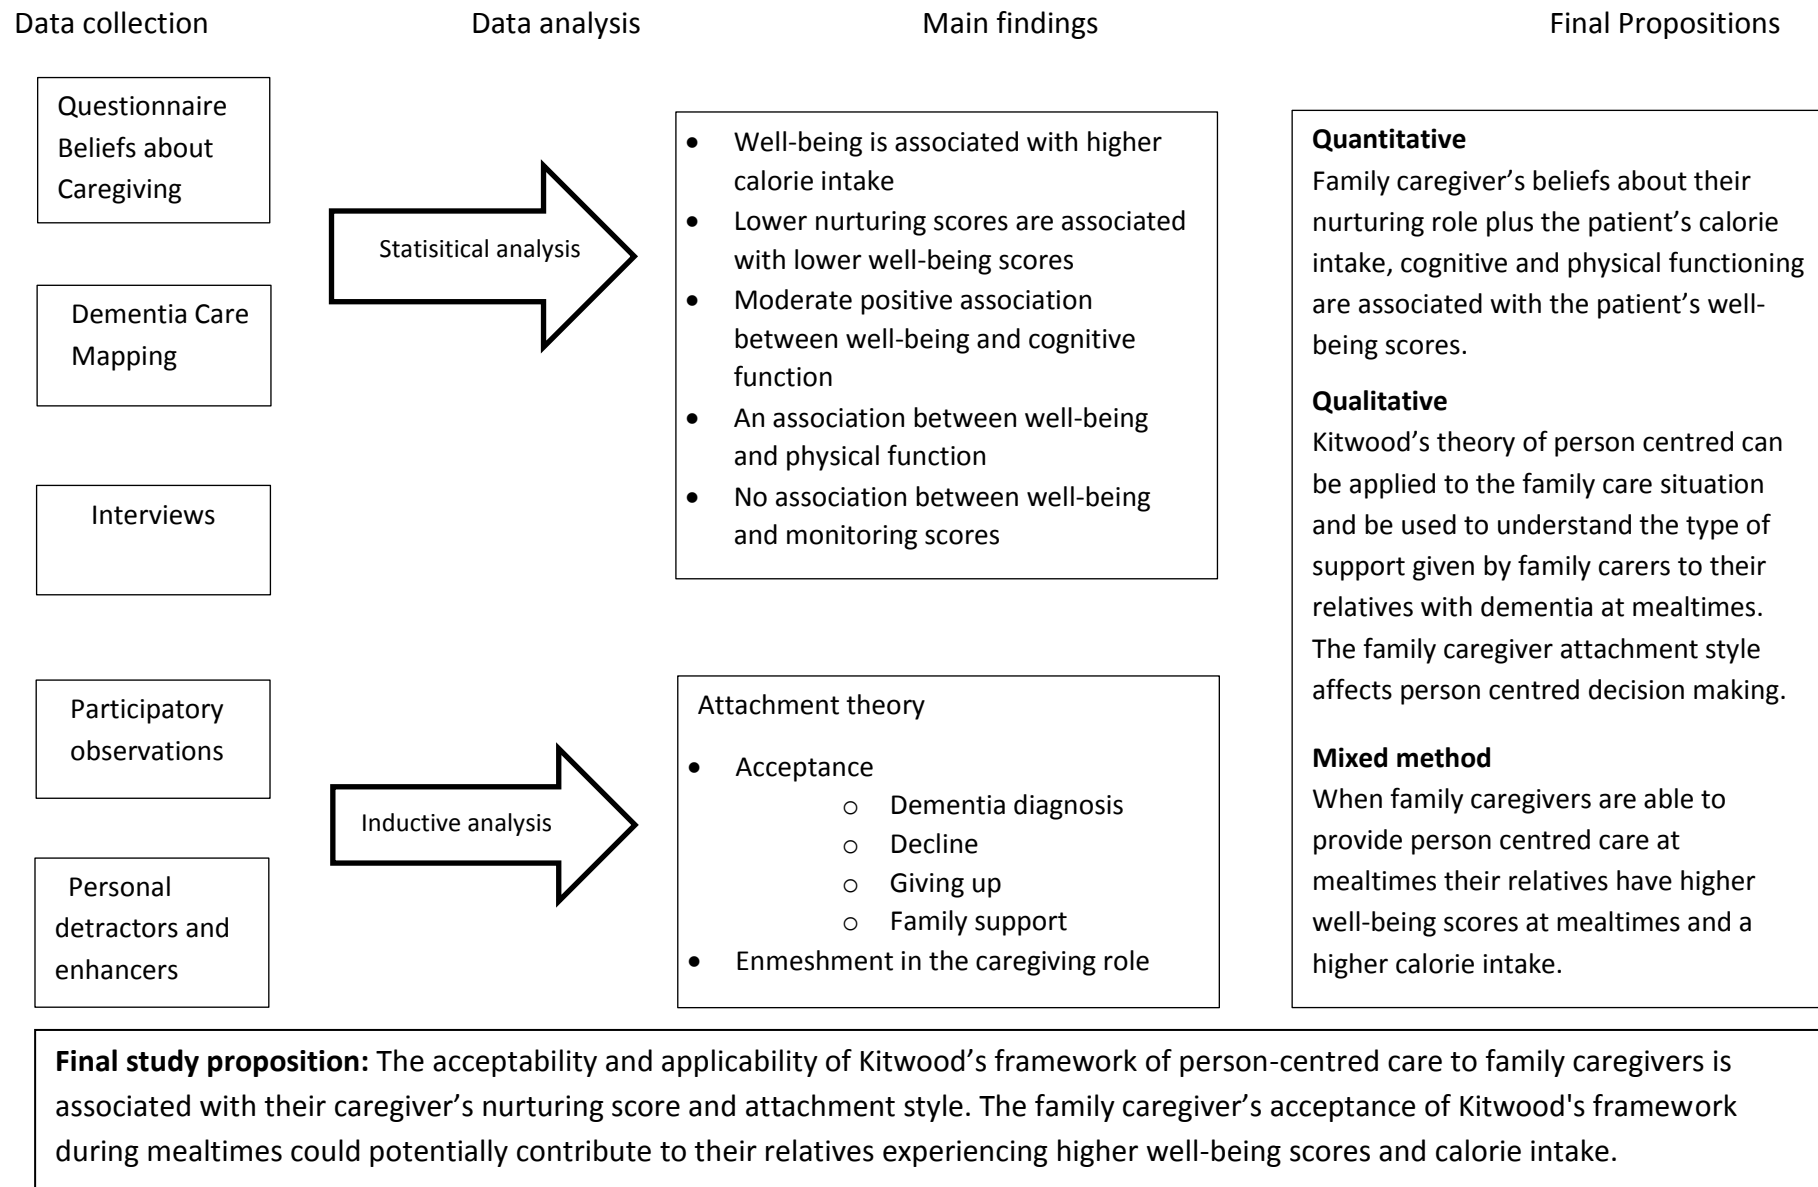 Data collection
Data analysis
Main findings
Final Propositions
Questionnaire
Beliefs about
Caregiving
Dementia Care
Mapping
Interviews
Participatory
observations
Personal
detractors and
enhancers
Statisitical analysis
Inductive analysis
• Well-being is associated with higher
calorie intake
• Lower nurturing scores are associated
with lower well-being scores
• Moderate positive association
between well-being and cognitive
function
• An association between well-being
and physical function
• No association between well-being
and monitoring scores
Attachment theory
• Acceptance
o Dementia diagnosis
o Decline
o Giving up
o Family support
• Enmeshment in the caregiving role
Quantitative
Family caregiver’s beliefs about their
nurturing role plus the patient’s calorie
intake, cognitive and physical functioning
are associated with the patient’s well-
being scores.
Qualitative
Kitwood’s theory of person centred can
be applied to the family care situation
and be used to understand the type of
support given by family carers to their
relatives with dementia at mealtimes.
The family caregiver attachment style
affects person centred decision making.
Mixed method
When family caregivers are able to
provide person centred care at
mealtimes their relatives have higher
well-being scores at mealtimes and a
higher calorie intake.
Final study proposition: The acceptability and applicability of Kitwood’s framework of person-centred care to family caregivers is
associated with their caregiver’s nurturing score and attachment style. The family caregiver’s acceptance of Kitwood's framework
during mealtimes could potentially contribute to their relatives experiencing higher well-being scores and calorie intake.